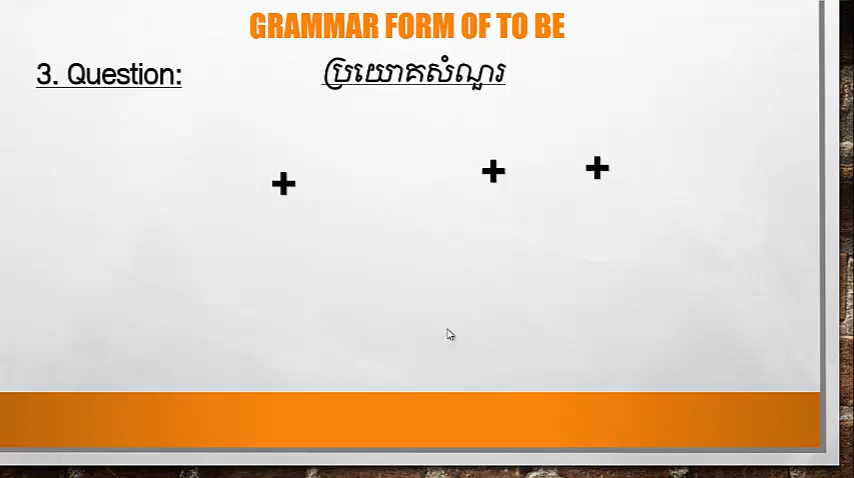 GRAMMAR FORM OF TO BE
3. Question: ប្រយោគសំណួរ
+ + +